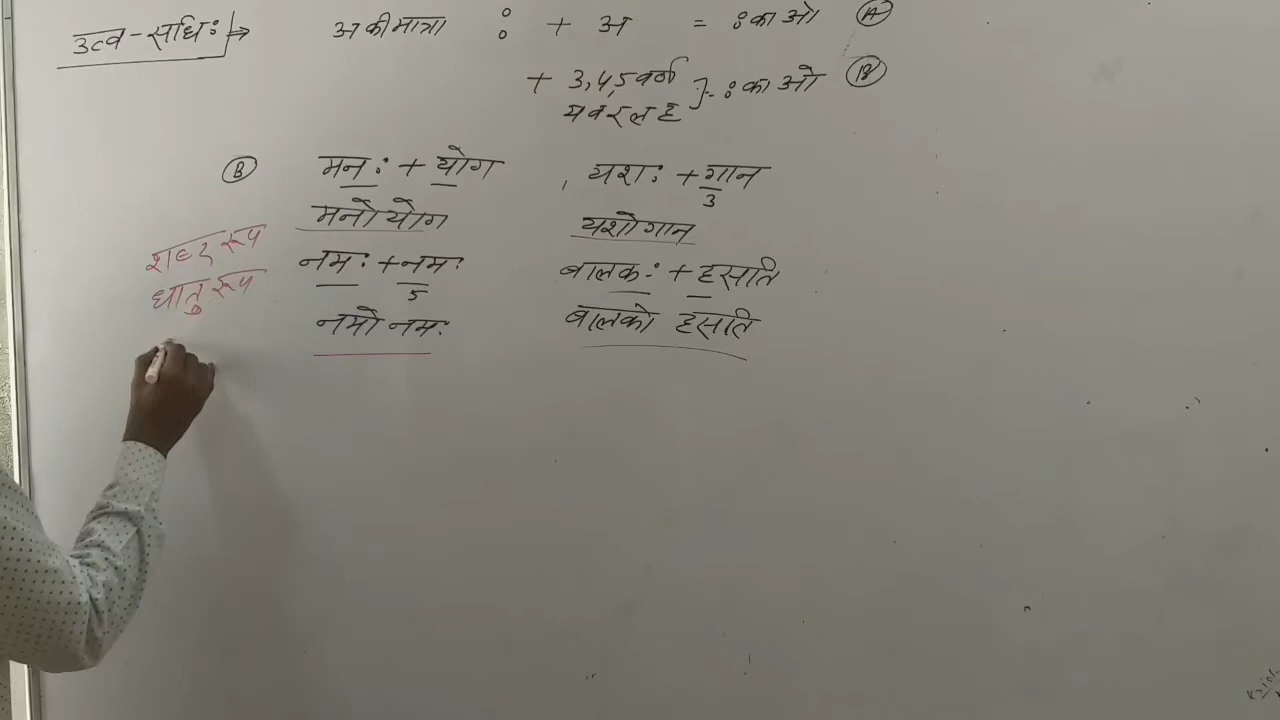 उत्व-संधिः → अ की मात्रा ः + अ = ः का ओ (A)
+ 3,4,5 वर्ण } - ः का ओ (B)
य व र ल ह
(B) मनः + योग , यशः + गान
3
मनोयोग यशोगान
शब्द रूप
नमः + नमः बालकः + हसति
5
धातु रूप
नमो नमः बालको हसति